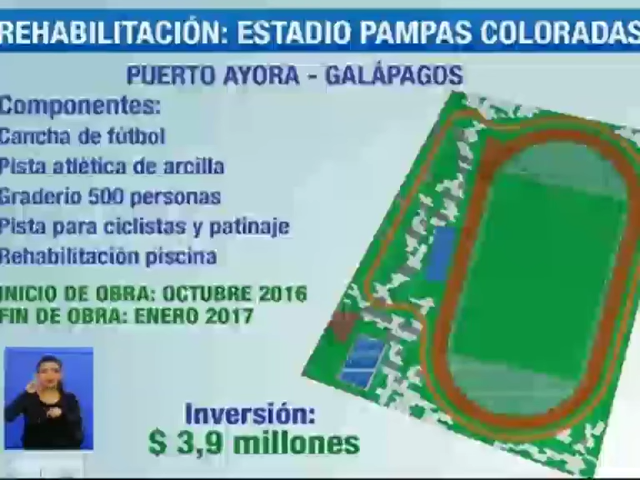 REHABILITACIÓN: ESTADIO PAMPAS COLORADAS
PUERTO AYORA - GALÁPAGOS
Componentes:
Cancha de fútbol
Pista atlética de arcilla
Graderio 500 personas
Pista para ciclistas y patinaje
Rehabilitación piscina
INICIO DE OBRA: OCTUBRE 2016
FIN DE OBRA: ENERO 2017
Inversión:
$ 3,9 millones